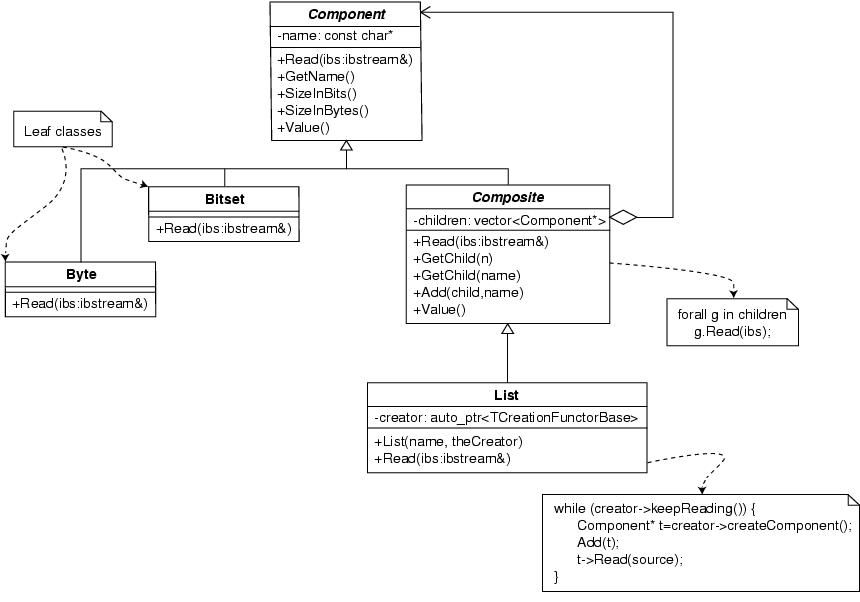 Component
-name: const char*
+Read(ibs:ibstream&)
+GetName()
+SizeInBits()
+SizeInBytes()
+Value()
Leaf classes
Bitset
+Read(ibs:ibstream&)
Byte
+Read(ibs:ibstream&)
Composite
-children: vector<Component*>
+Read(ibs:ibstream&)
+GetChild(n)
+GetChild(name)
+Add(child,name)
+Value()
forall g in children
g.Read(ibs);
List
-creator: auto_ptr<TCreationFunctorBase>
+List(name, theCreator)
+Read(ibs:ibstream&)
while (creator->keepReading()) {
Component* t=creator->createComponent();
Add(t);
t->Read(source);
}